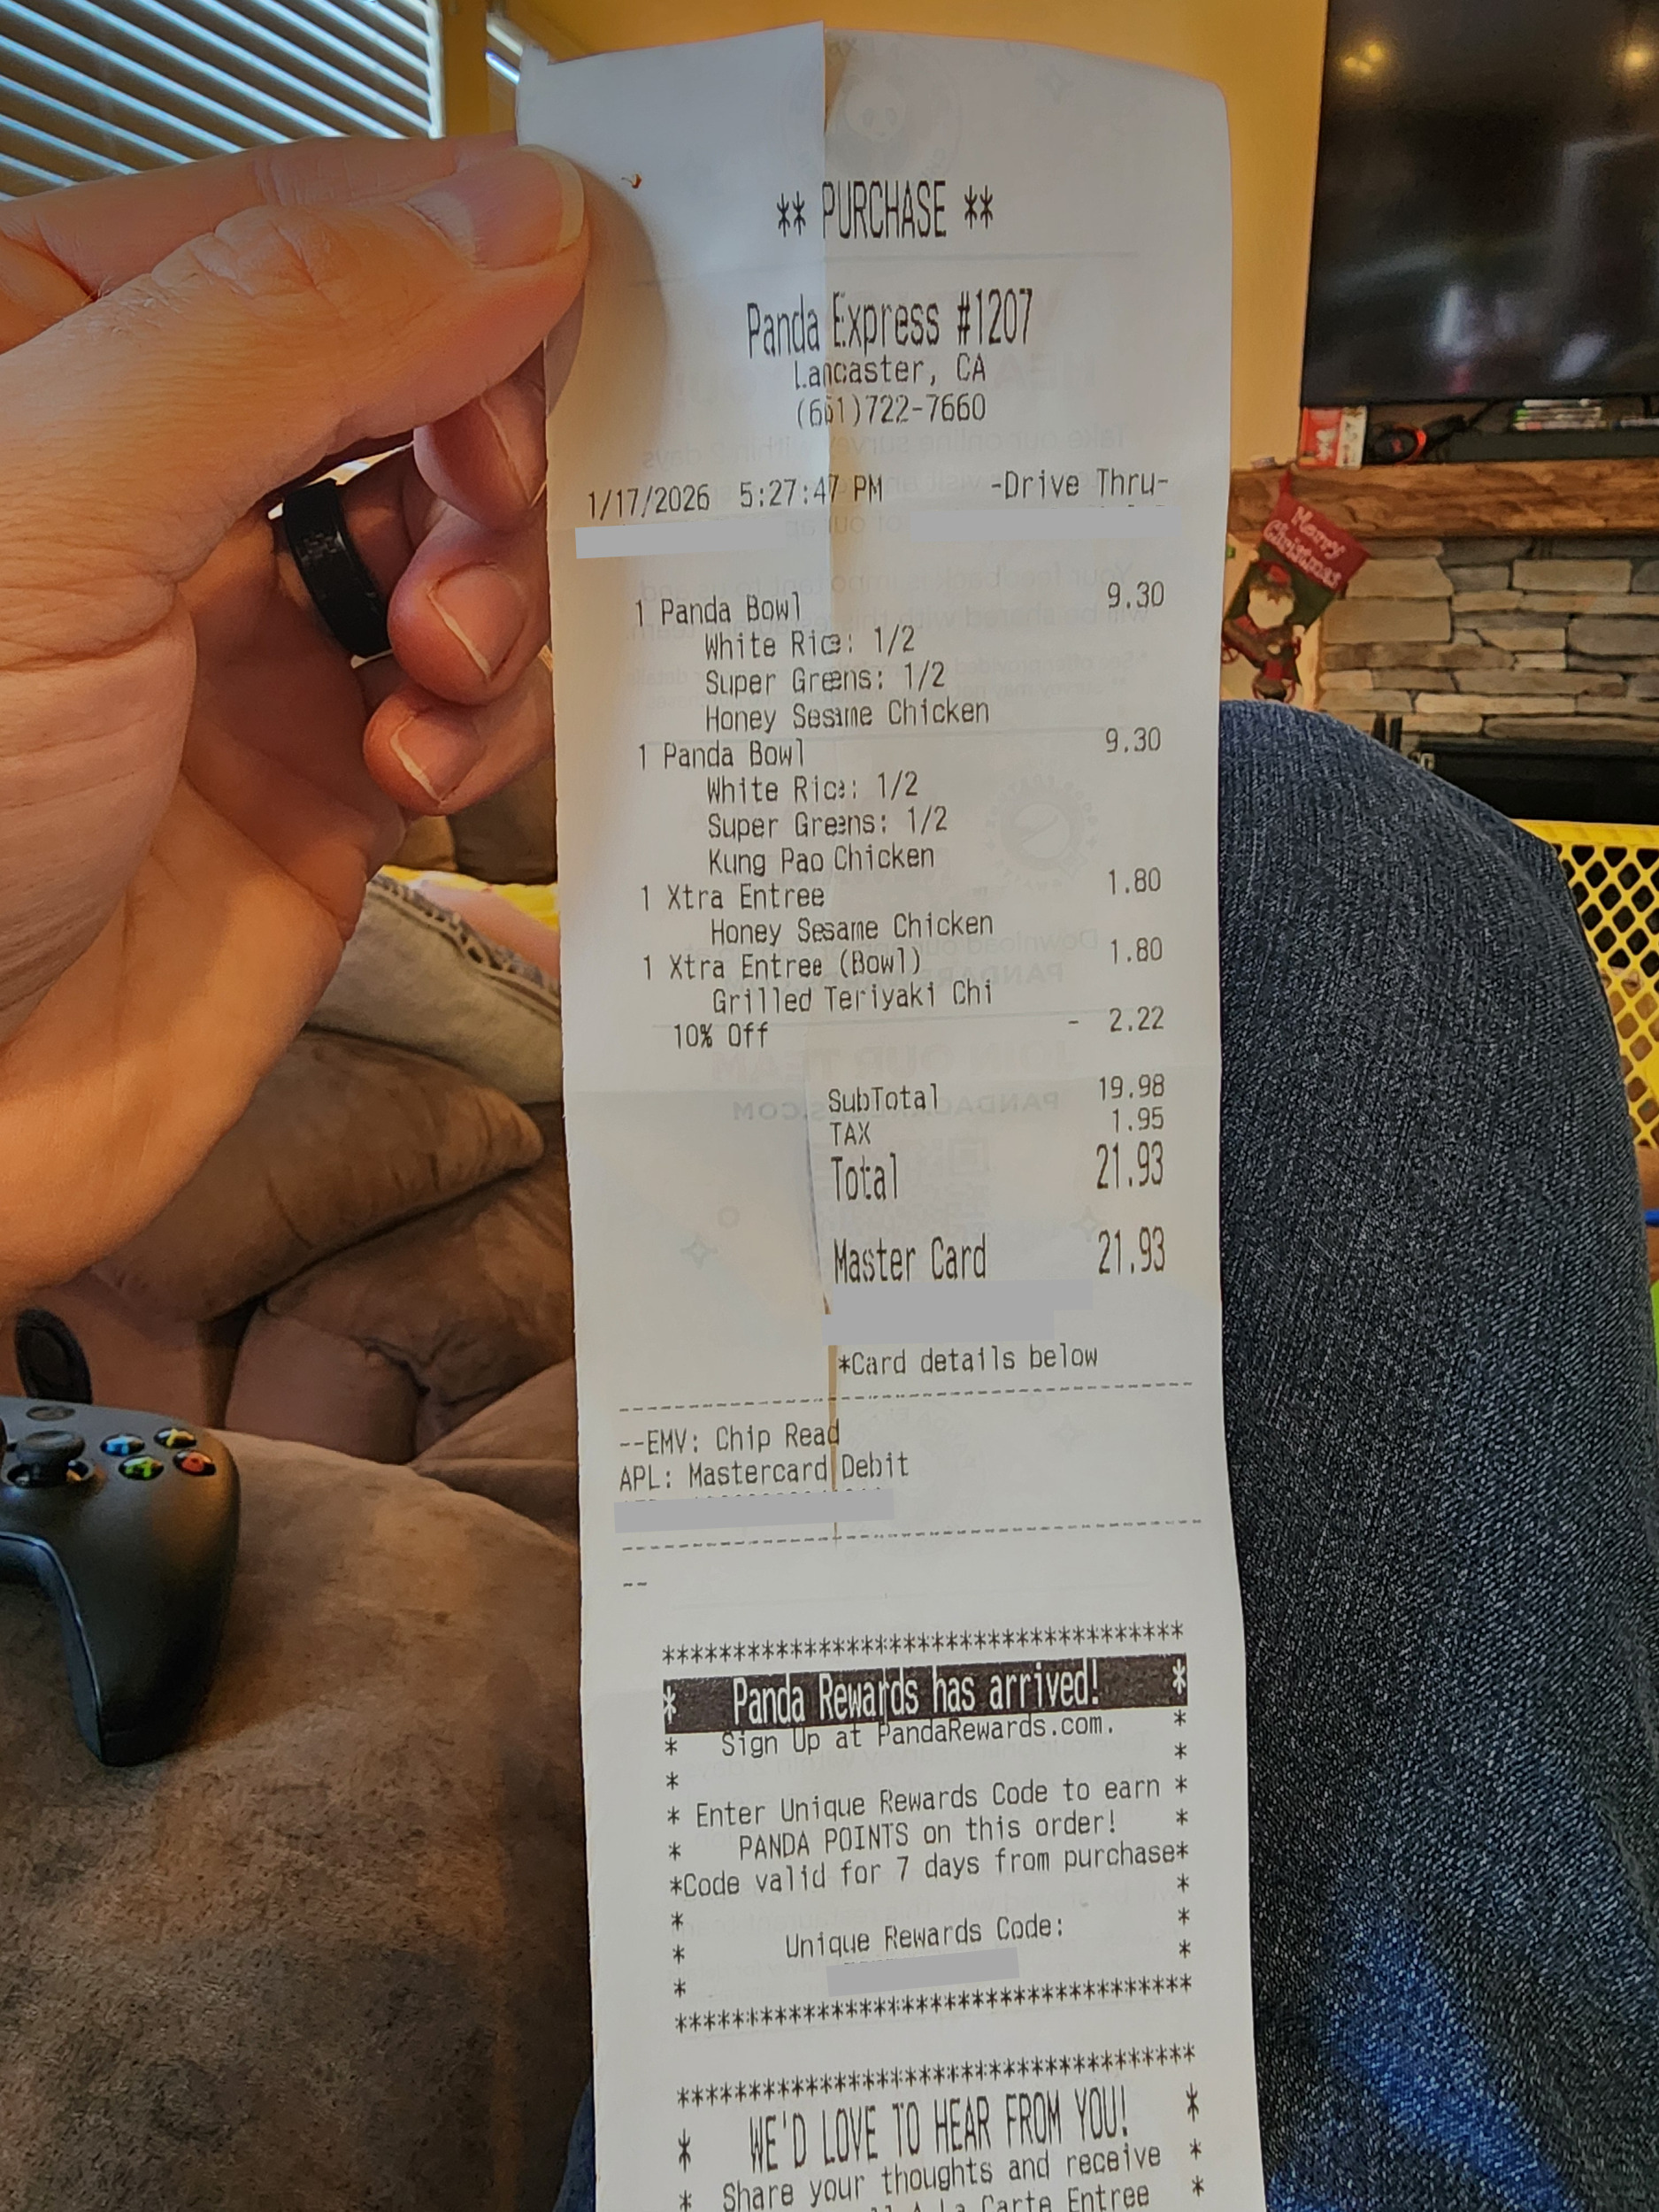 ** PURCHASE **
Panda Express #1207
Lancaster, CA
(661)722-7660
1/17/2026 5:27:47 PM -Drive Thru-
1 Panda Bowl 9.30
White Rice: 1/2
Super Greens: 1/2
Honey Sesame Chicken
1 Panda Bowl 9.30
White Rice: 1/2
Super Greens: 1/2
Kung Pao Chicken
1 Xtra Entree 1.80
Honey Sesame Chicken
1 Xtra Entree (Bowl) 1.80
Grilled Teriyaki Chi
10% Off - 2.22
SubTotal 19.98
TAX 1.95
Total 21.93
Master Card 21.93
*Card details below
--EMV: Chip Read
APL: Mastercard Debit
--
***********************************
* Panda Rewards has arrived! *
* Sign Up at PandaRewards.com. *
* *
* Enter Unique Rewards Code to earn *
* PANDA POINTS on this order! *
*Code valid for 7 days from purchase*
* *
* Unique Rewards Code: *
* *
***********************************
***********************************
* WE'D LOVE TO HEAR FROM YOU! *
* Share your thoughts and receive *
A La Carte Entree *
Merry
Christmas